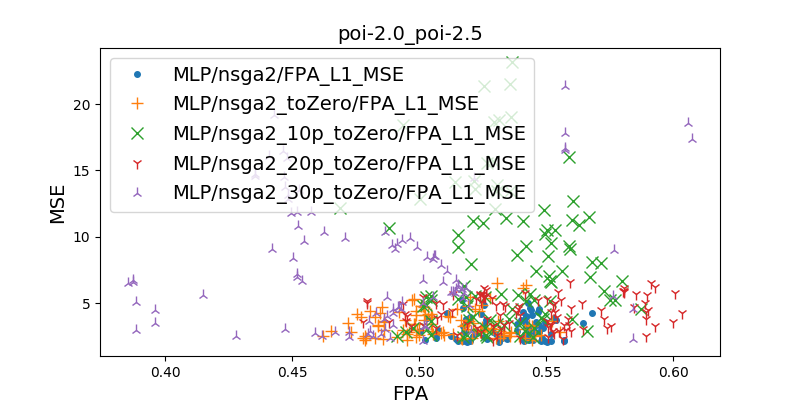 poi-2.0_poi-2.5
MLP/nsga2/FPA_L1_MSE
MLP/nsga2_toZero/FPA_L1_MSE
MLP/nsga2_10p_toZero/FPA_L1_MSE
MLP/nsga2_20p_toZero/FPA_L1_MSE
MLP/nsga2_30p_toZero/FPA_L1_MSE
MSE
20
15
10
5
0.40 0.45 0.50 0.55 0.60
FPA